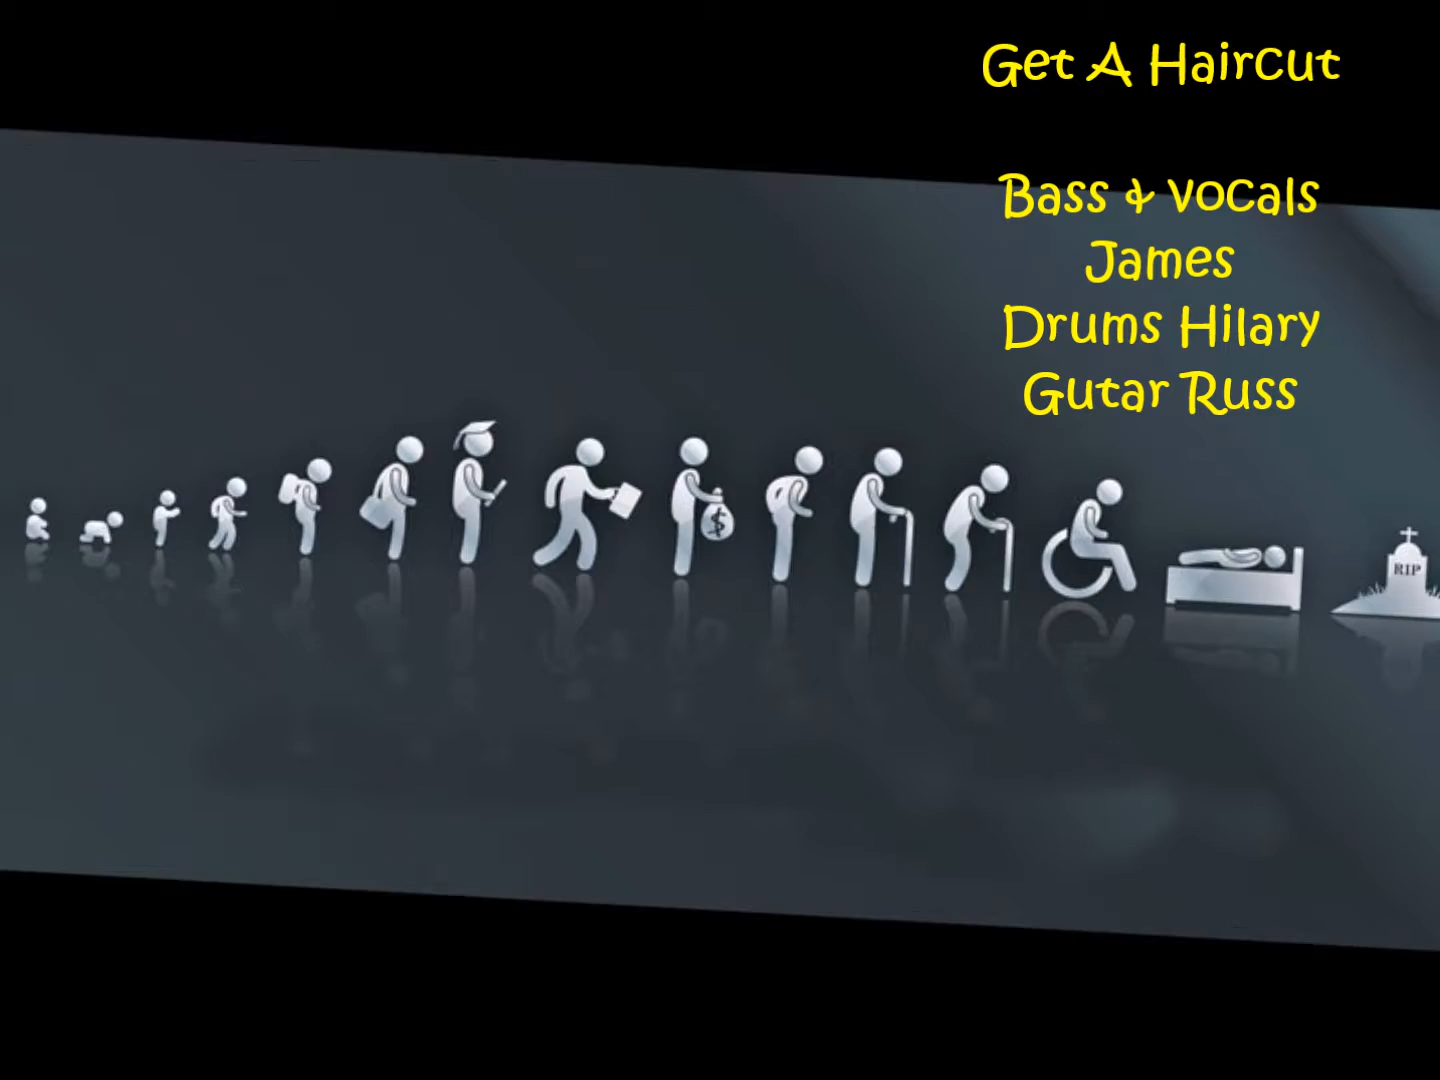 Get A Haircut
Bass & vocals
James
Drums Hilary
Gutar Russ
$
RIP